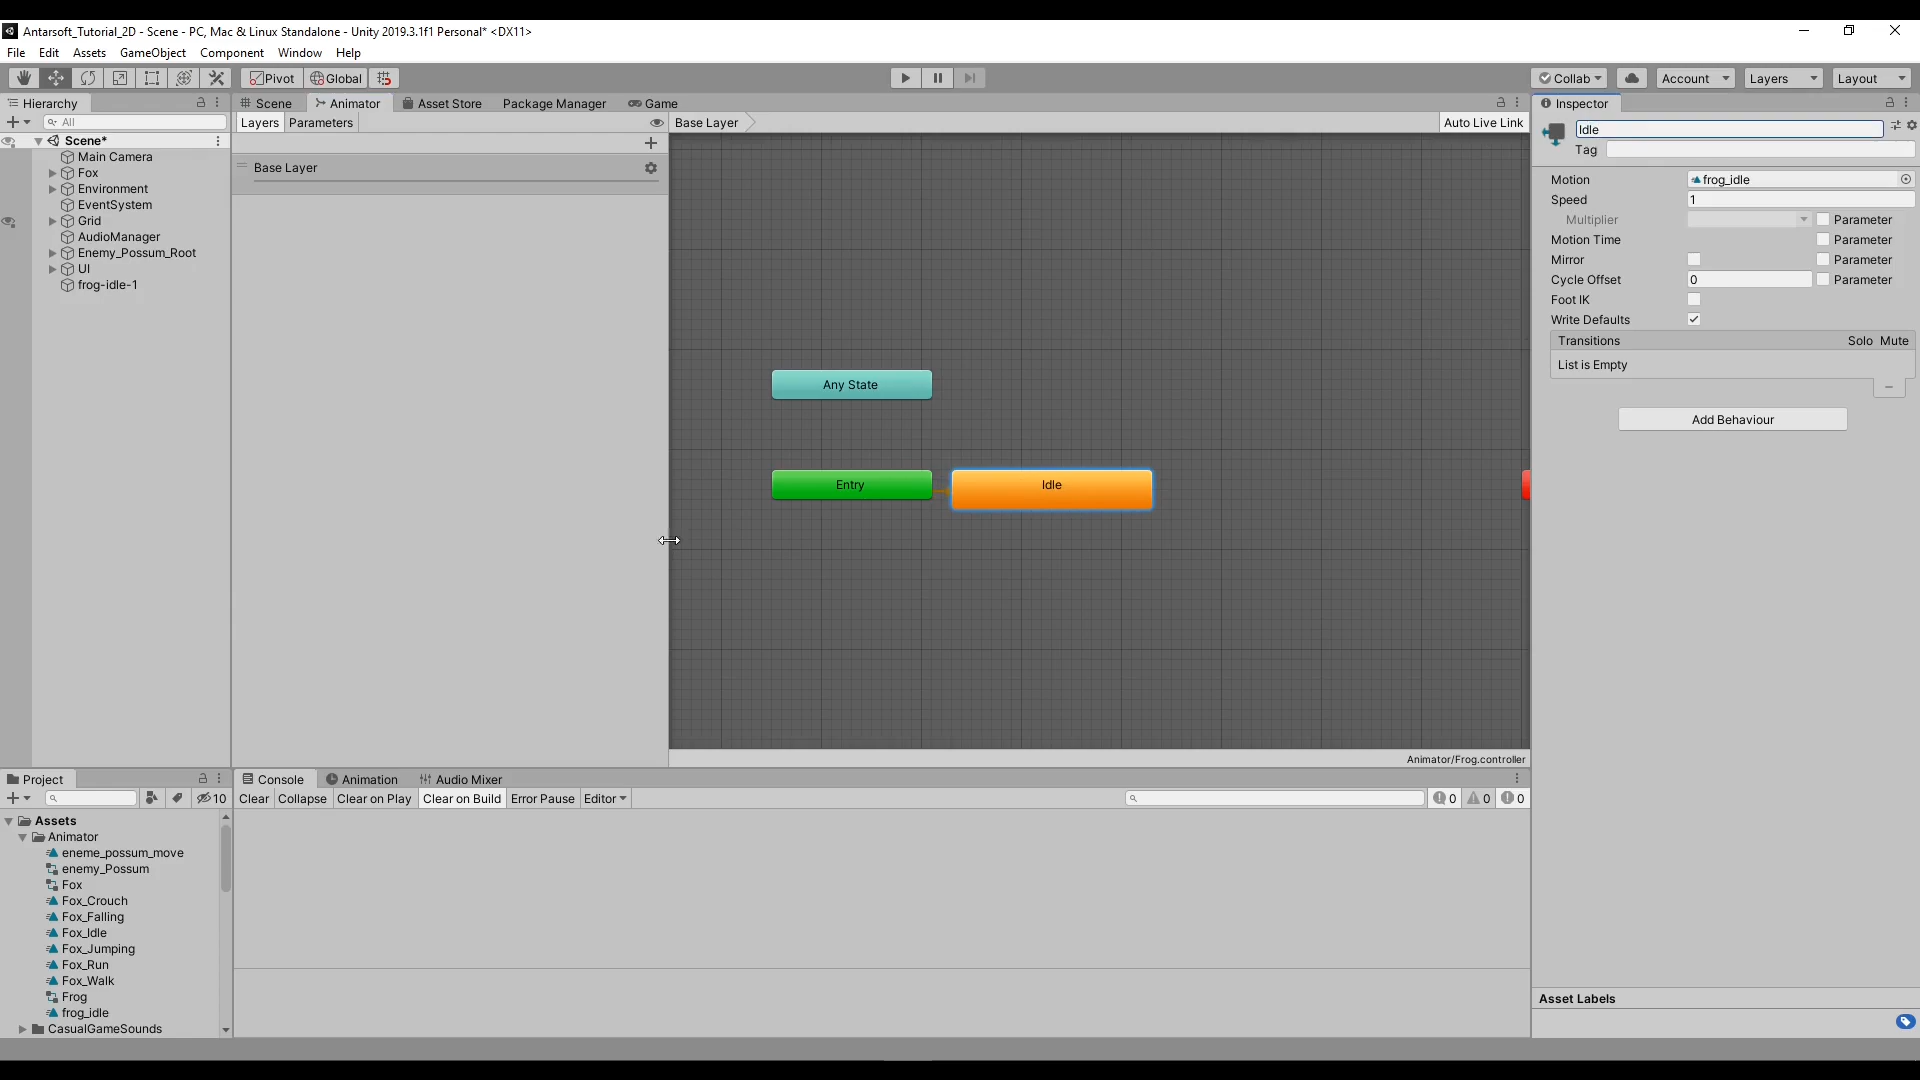 Antarsoft_Tutorial_2D - Scene - PC, Mac & Linux Standalone - Unity 2019.3.1f1 Personal* <DX11>
File Edit Assets GameObject Component Window Help
Pivot Global Collab Account Layers Layout
Hierarchy
All
Scene*
Main Camera
Fox
Environment
EventSystem
Grid
AudioManager
Enemy_Possum_Root
UI
frog-idle-1
Scene Animator Asset Store Package Manager Game
Layers Parameters
Base Layer
Base Layer
Auto Live Link
Any State
Entry
Idle
Animator/Frog.controller
Inspector
Idle
Tag
Motion frog_idle
Speed 1
Multiplier Parameter
Motion Time Parameter
Mirror Parameter
Cycle Offset 0 Parameter
Foot IK
Write Defaults
Transitions Solo Mute
List is Empty
Add Behaviour
Asset Labels
Project
10
Assets
Animator
eneme_possum_move
enemy_Possum
Fox
Fox_Crouch
Fox_Falling
Fox_Idle
Fox_Jumping
Fox_Run
Fox_Walk
Frog
frog_idle
CasualGameSounds
Console Animation Audio Mixer
Clear Collapse Clear on Play Clear on Build Error Pause Editor
0 0 0